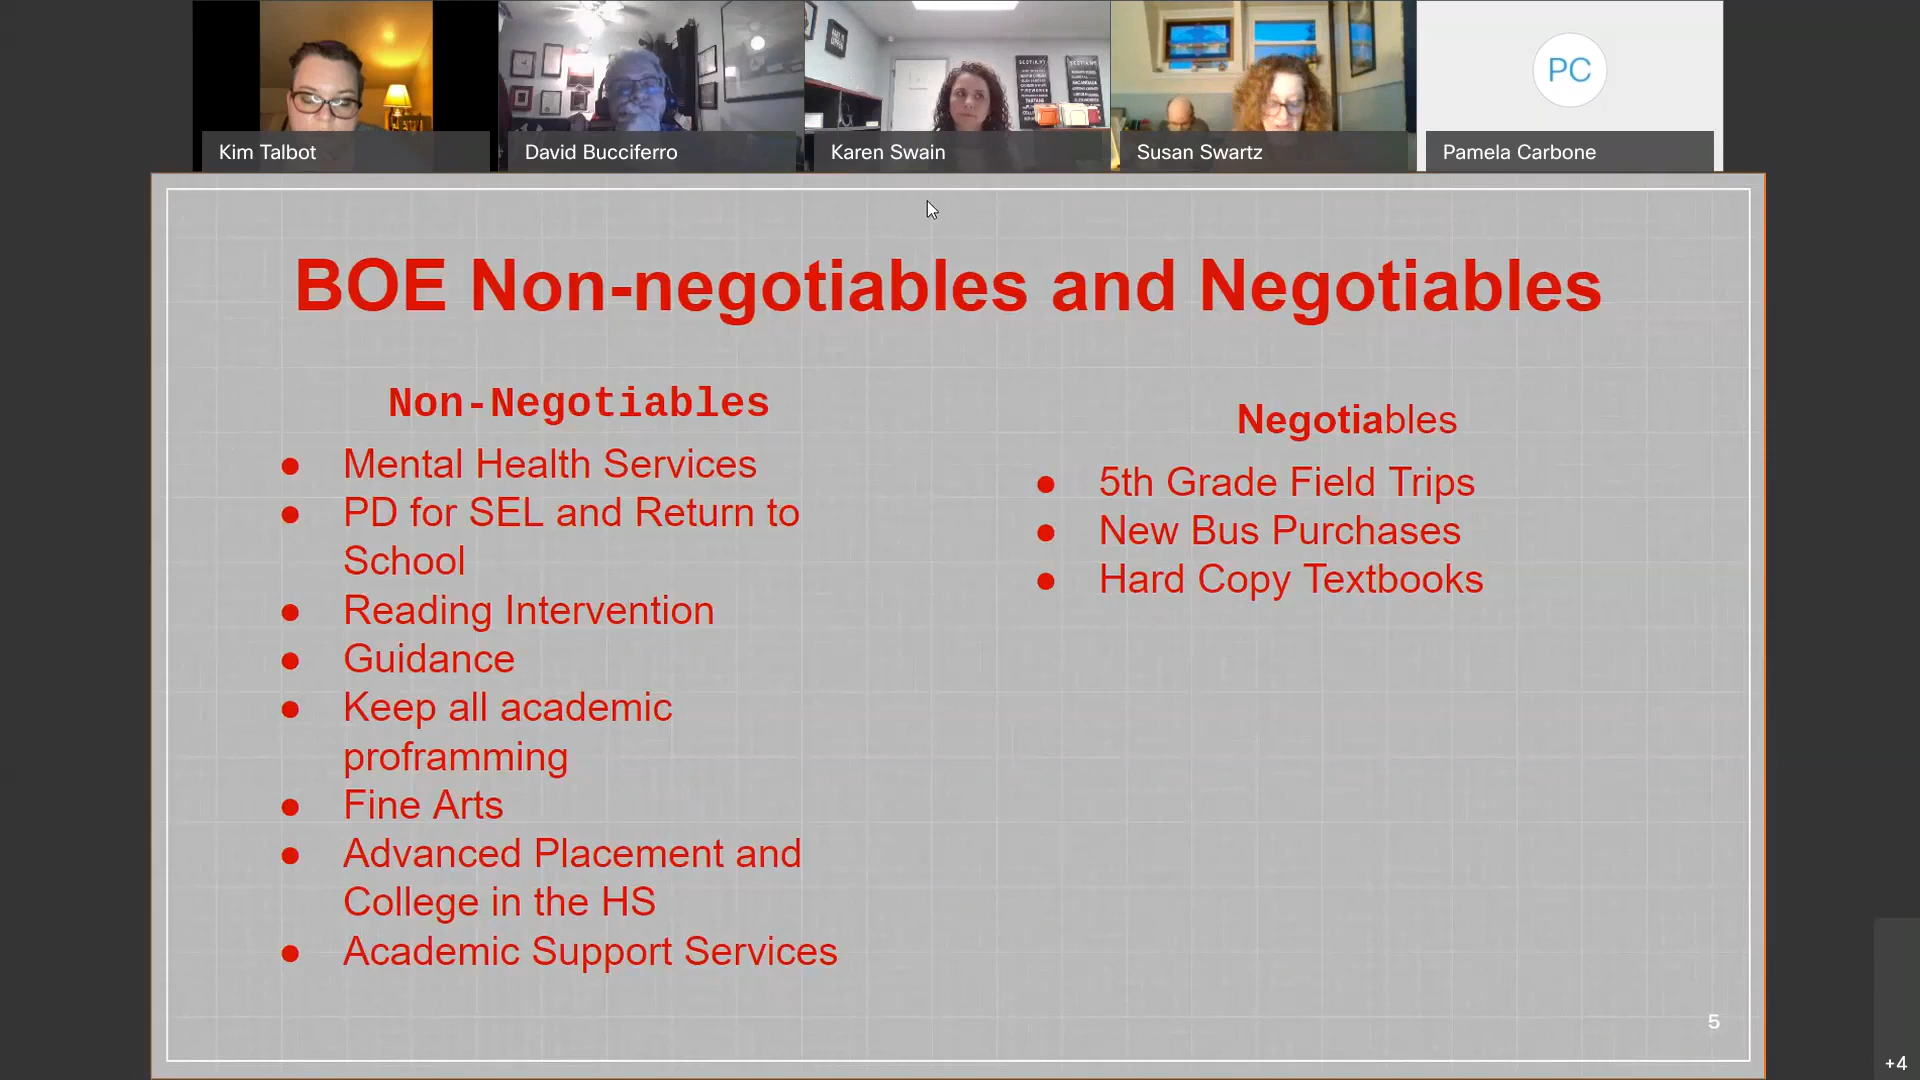 Kim Talbot
David Bucciferro
Karen Swain
Susan Swartz
PC
Pamela Carbone
BOE Non-negotiables and Negotiables
Non-Negotiables
● Mental Health Services
● PD for SEL and Return to
School
● Reading Intervention
● Guidance
● Keep all academic
proframming
● Fine Arts
● Advanced Placement and
College in the HS
● Academic Support Services
Negotiables
● 5th Grade Field Trips
● New Bus Purchases
● Hard Copy Textbooks
5
+4